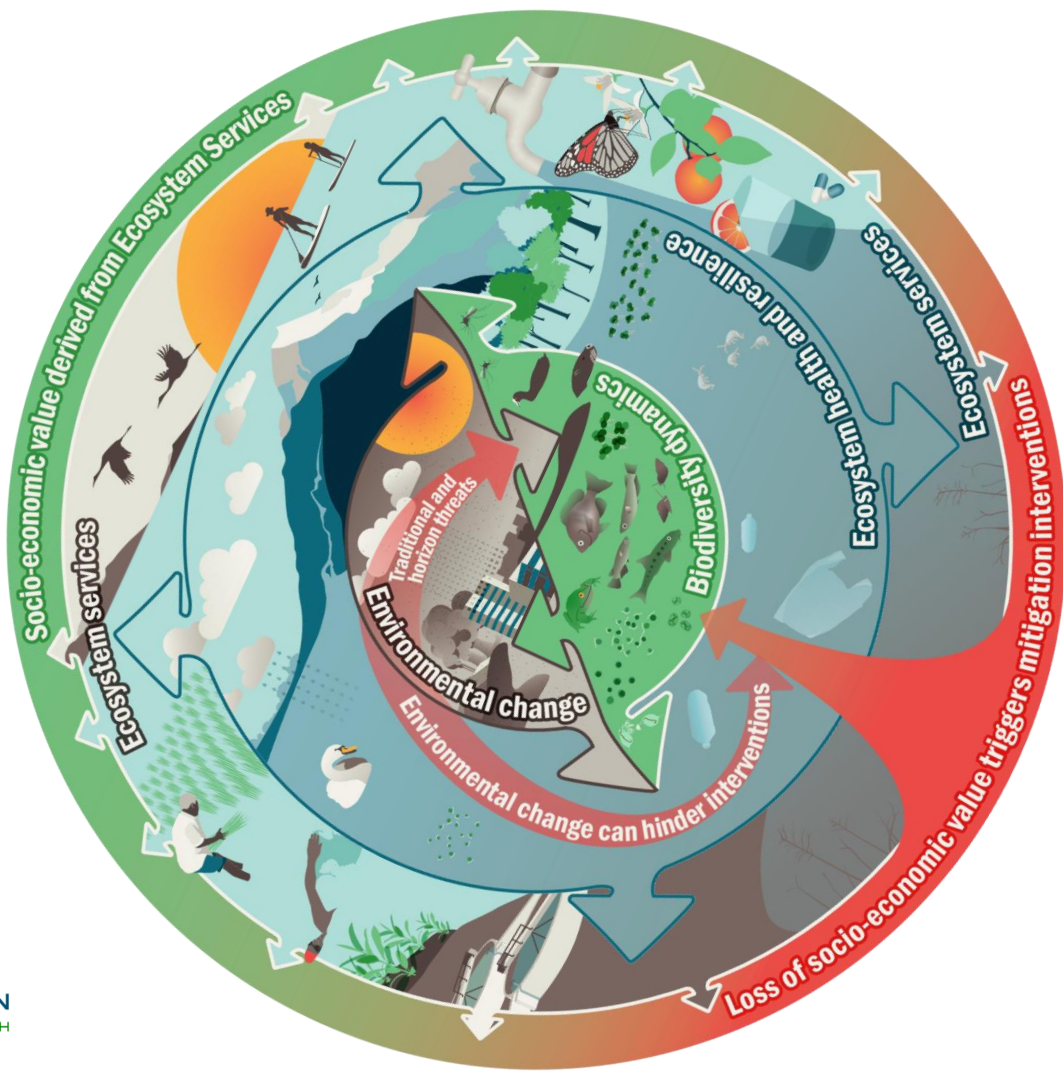 Socio-economic value derived from Ecosystem Services
Ecosystem services
Ecosystem services
Ecosystem health and resilience
Biodiversity dynamics
Traditional and
horizon threats
Environmental change
Environmental change can hinder interventions
Loss of socio-economic value triggers mitigation interventions
N
H